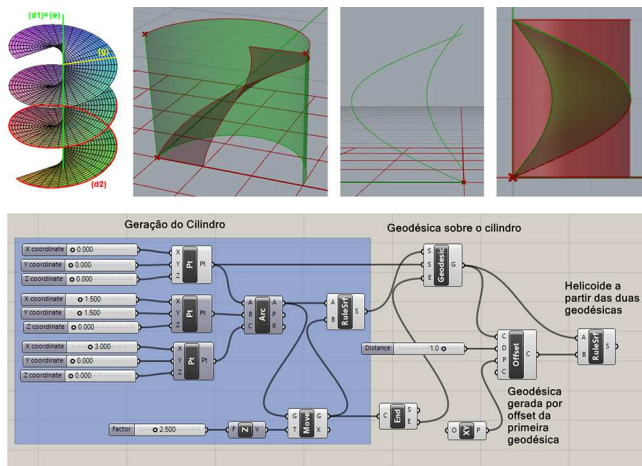 (d1)≡(e)
(g)
(d2)
Geração do Cilindro
Geodésica sobre o cilindro
X coordinate 0.000
Y coordinate 0.000
Z coordinate 0.000
X Y Z Pt Pt
X coordinate 1.500
Y coordinate 1.500
Z coordinate 0.000
X Y Z Pt Pt
X coordinate 3.000
Y coordinate 0.000
Z coordinate 0.000
X Y Z Pt Pt
A B C Arc A P R
A B RuleSrf S
S S E Geodesic G
Helicoide a
partir das duas
geodésicas
Distance 1.0
C D P C Offset C
A B RuleSrf S
Factor 2.500
F Z V
G T Move G X
C End S E
O XY P
Geodésica
gerada por
offset da
primeira
geodésica